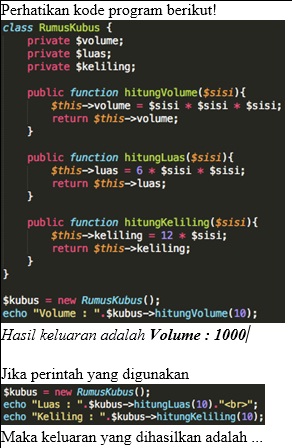 Perhatikan kode program berikut!
class RumusKubus {
private $volume;
private $luas;
private $keliling;
public function hitungVolume($sisi){
$this->volume = $sisi * $sisi * $sisi;
return $this->volume;
}
public function hitungLuas($sisi){
$this->luas = 6 * $sisi * $sisi;
return $this->luas;
}
public function hitungKeliling($sisi){
$this->keliling = 12 * $sisi;
return $this->keliling;
}
}
$kubus = new RumusKubus();
echo "Volume : ".$kubus->hitungVolume(10);
Hasil keluaran adalah Volume : 1000
Jika perintah yang digunakan
$kubus = new RumusKubus();
echo "Luas : ".$kubus->hitungLuas(10)."<br>";
echo "Keliling : ".$kubus->hitungKeliling(10);
Maka keluaran yang dihasilkan adalah ...